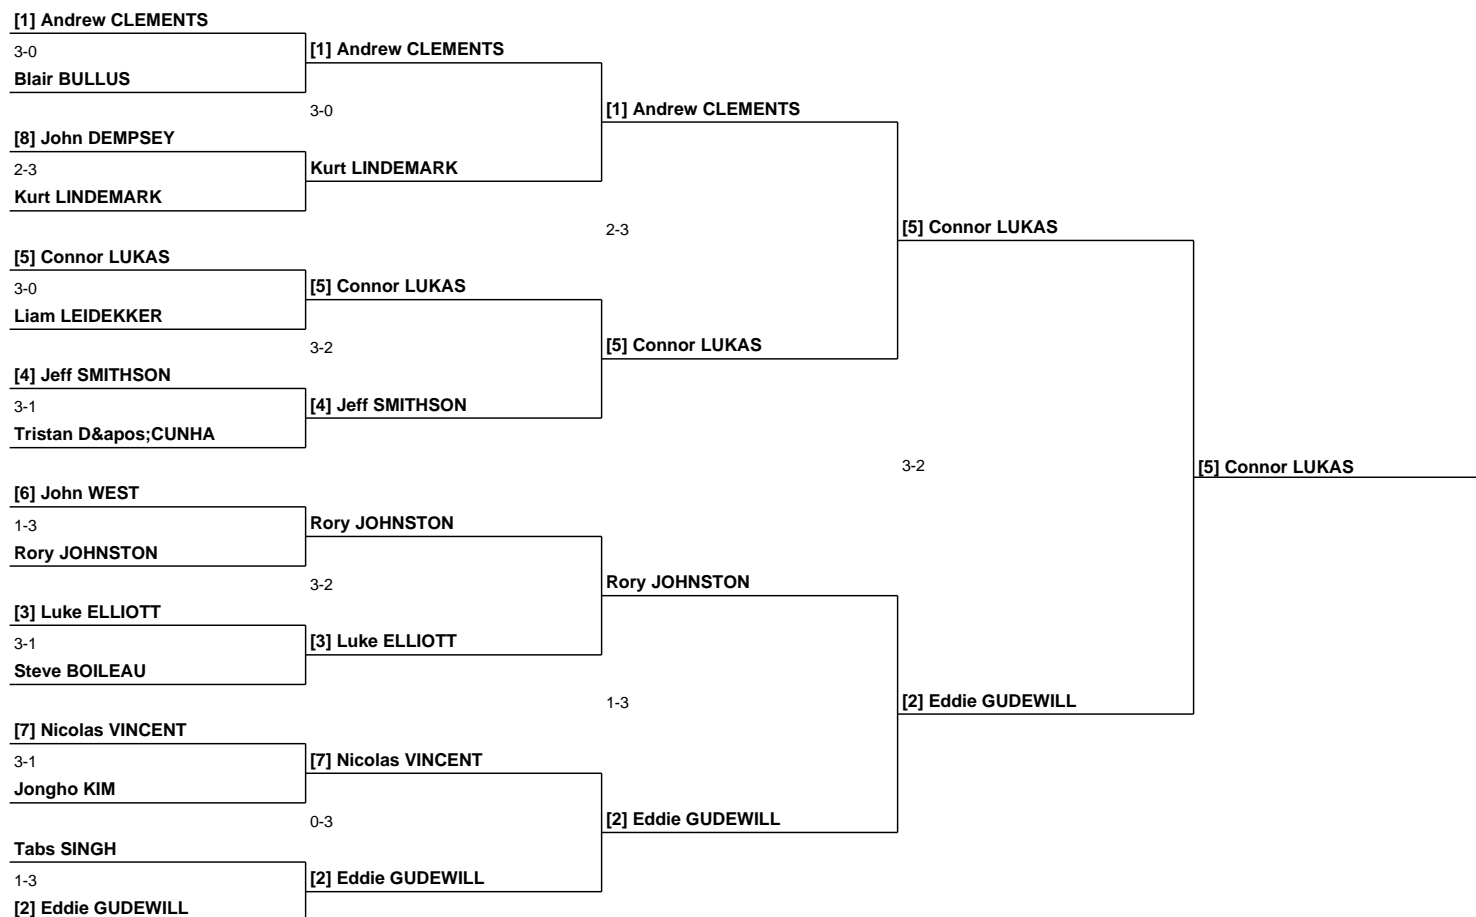 [1] Andrew CLEMENTS
3-0
[1] Andrew CLEMENTS
Blair BULLUS
3-0
[1] Andrew CLEMENTS
[8] John DEMPSEY
2-3
Kurt LINDEMARK
Kurt LINDEMARK
2-3
[5] Connor LUKAS
[5] Connor LUKAS
3-0
[5] Connor LUKAS
Liam LEIDEKKER
3-2
[5] Connor LUKAS
[4] Jeff SMITHSON
3-1
[4] Jeff SMITHSON
Tristan D&apos;CUNHA
3-2
[5] Connor LUKAS
[6] John WEST
1-3
Rory JOHNSTON
Rory JOHNSTON
3-2
Rory JOHNSTON
[3] Luke ELLIOTT
3-1
[3] Luke ELLIOTT
Steve BOILEAU
1-3
[2] Eddie GUDEWILL
[7] Nicolas VINCENT
3-1
[7] Nicolas VINCENT
Jongho KIM
0-3
[2] Eddie GUDEWILL
Tabs SINGH
1-3
[2] Eddie GUDEWILL
[2] Eddie GUDEWILL